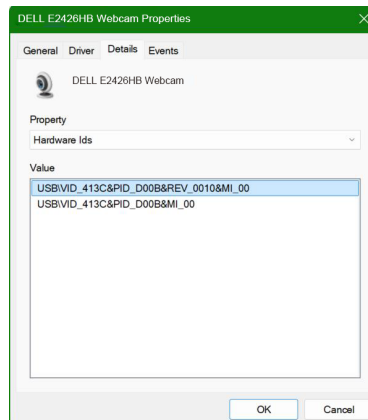 DELL E2426HB Webcam Properties
General Driver Details Events
DELL E2426HB Webcam
Property
Hardware Ids
Value
USB\VID_413C&PID_D00B&REV_0010&MI_00
USB\VID_413C&PID_D00B&MI_00
OK Cancel